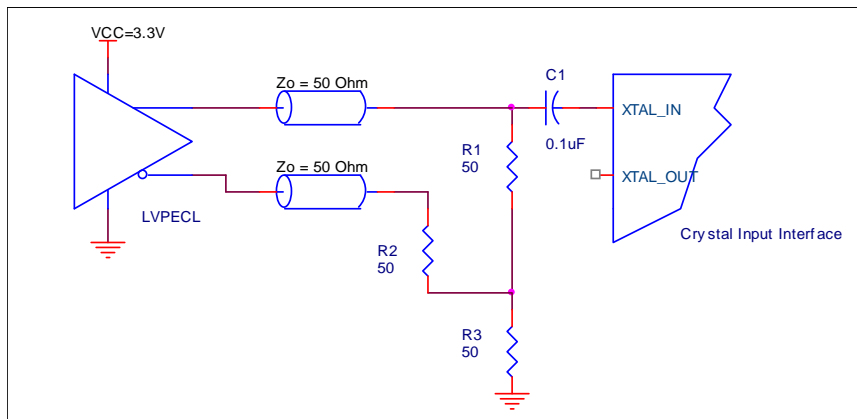 VCC=3.3V
Zo = 50 Ohm
C1
XTAL_IN
R1
50
0.1uF
Zo = 50 Ohm
XTAL_OUT
LVPECL
Crystal Input Interface
R2
50
R3
50